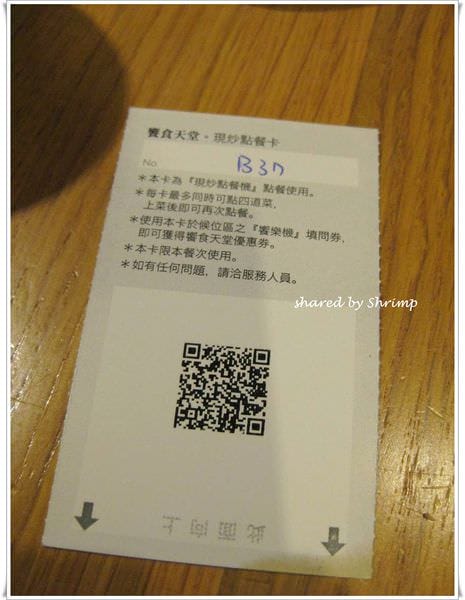 饗食天堂・現炒點餐卡
No. B37
＊本卡為『現炒點餐機』點餐使用。
＊每卡最多同時可點四道菜，
上菜後即可再次點餐。
＊使用本卡於候位區之『饗樂機』填問券，
即可獲得饗食天堂優惠券。
＊本卡限本餐次使用。
＊如有任何問題，請洽服務人員。
shared by Shrimp
此面向上